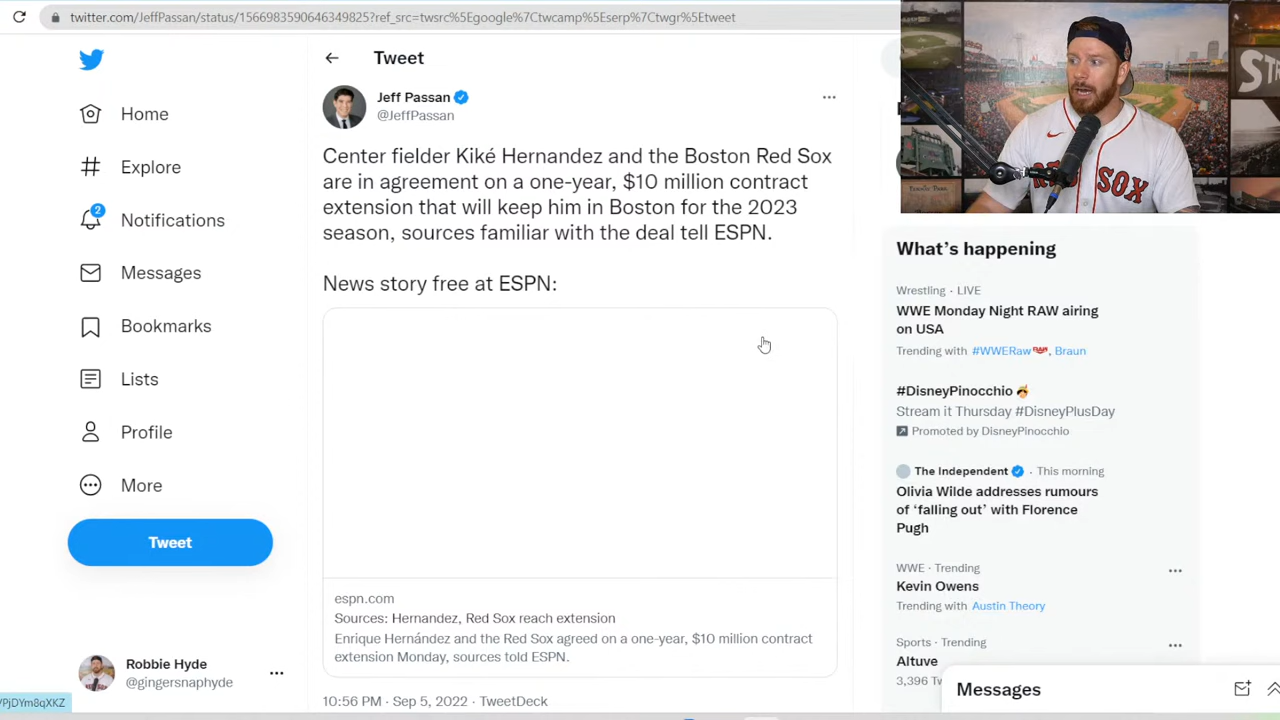 twitter.com/JeffPassan/status/1566983590646349825?ref_src=twsrc%5Egoogle%7Ctwcamp%5Eserp%7Ctwgr%5Etweet
Home
Explore
2
Notifications
Messages
Bookmarks
Lists
Profile
More
Tweet
Robbie Hyde
@gingersnaphyde
Tweet
Jeff Passan
@JeffPassan
Center fielder Kiké Hernandez and the Boston Red Sox
are in agreement on a one-year, $10 million contract
extension that will keep him in Boston for the 2023
season, sources familiar with the deal tell ESPN.
News story free at ESPN:
espn.com
Sources: Hernandez, Red Sox reach extension
Enrique Hernández and the Red Sox agreed on a one-year, $10 million contract
extension Monday, sources told ESPN.
10:56 PM · Sep 5, 2022 · TweetDeck
RED SOX
What's happening
Wrestling · LIVE
WWE Monday Night RAW airing
on USA
Trending with #WWERaw, Braun
#DisneyPinocchio
Stream it Thursday #DisneyPlusDay
Promoted by DisneyPinocchio
The Independent · This morning
Olivia Wilde addresses rumours
of ‘falling out’ with Florence
Pugh
WWE · Trending
Kevin Owens
Trending with Austin Theory
Sports · Trending
Altuve
3,396
Messages